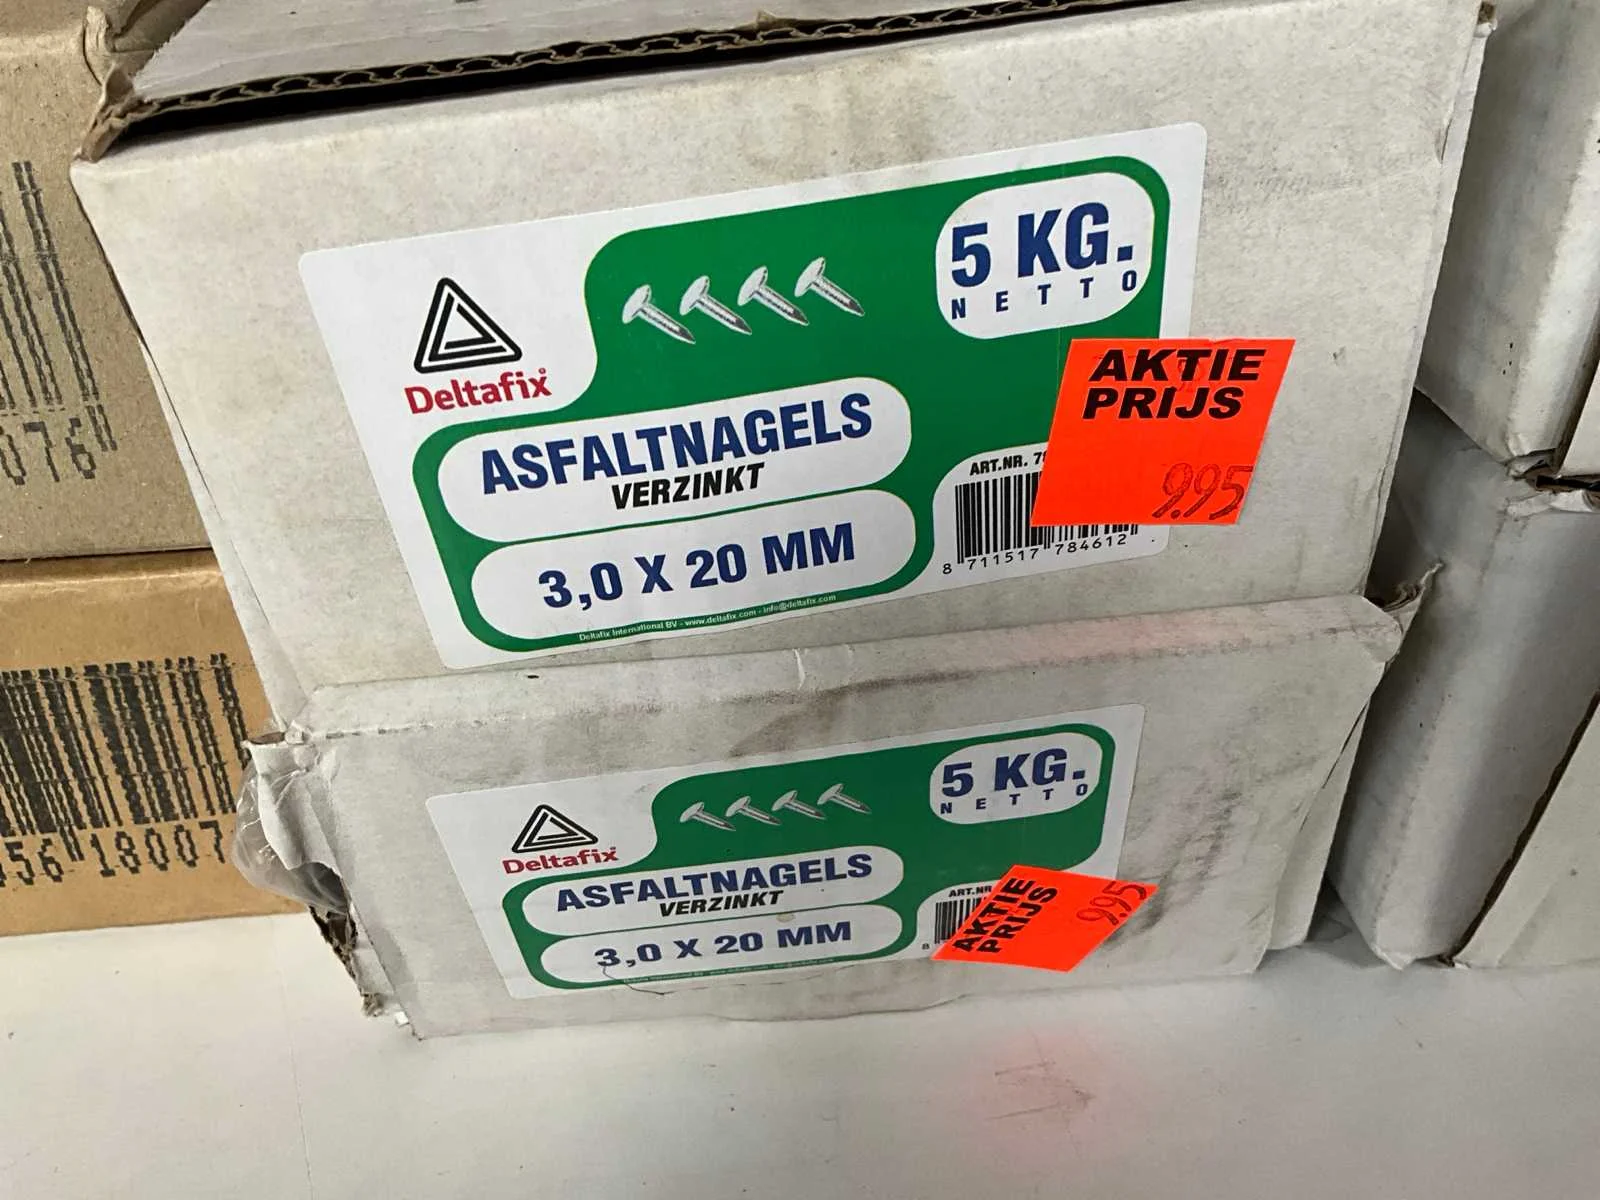 5 KG.
NETTO
Deltafix
AKTIE
PRIJS
9.95
ASFALTNAGELS
VERZINKT
ART.NR.
3,0 X 20 MM
8 711517 784612
Deltafix International BV - www.deltafix.com - info@deltafix.com
076
18007
5 KG.
NETTO
Deltafix
ASFALTNAGELS
VERZINKT
ART.NR.
AKTIE
PRIJS
9.95
3,0 X 20 MM
8